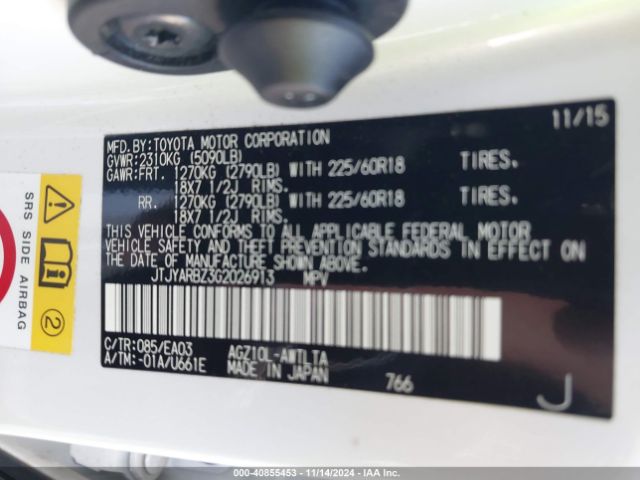 11/15
MFD.BY:TOYOTA MOTOR CORPORATION
GVWR:2310KG (5090LB)
GAWR:FRT. 1270KG (2790LB) WITH 225/60R18 TIRES.
18X7 1/2J RIMS.
RR. 1270KG (2790LB) WITH 225/60R18 TIRES.
18X7 1/2J RIMS.
THIS VEHICLE CONFORMS TO ALL APPLICABLE FEDERAL MOTOR
VEHICLE SAFETY AND THEFT PREVENTION STANDARDS IN EFFECT ON
THE DATE OF MANUFACTURE SHOWN ABOVE.
JTJYARBZ3G2026913 MPV
C/TR:085/EA03 AGZ10L-AWTLTA
A/TM:-01A/U661E MADE IN JAPAN 766
J
SRS SIDE AIRBAG
2
© IMAGE - 40855453 - 11/14/2024 - IAA INC.